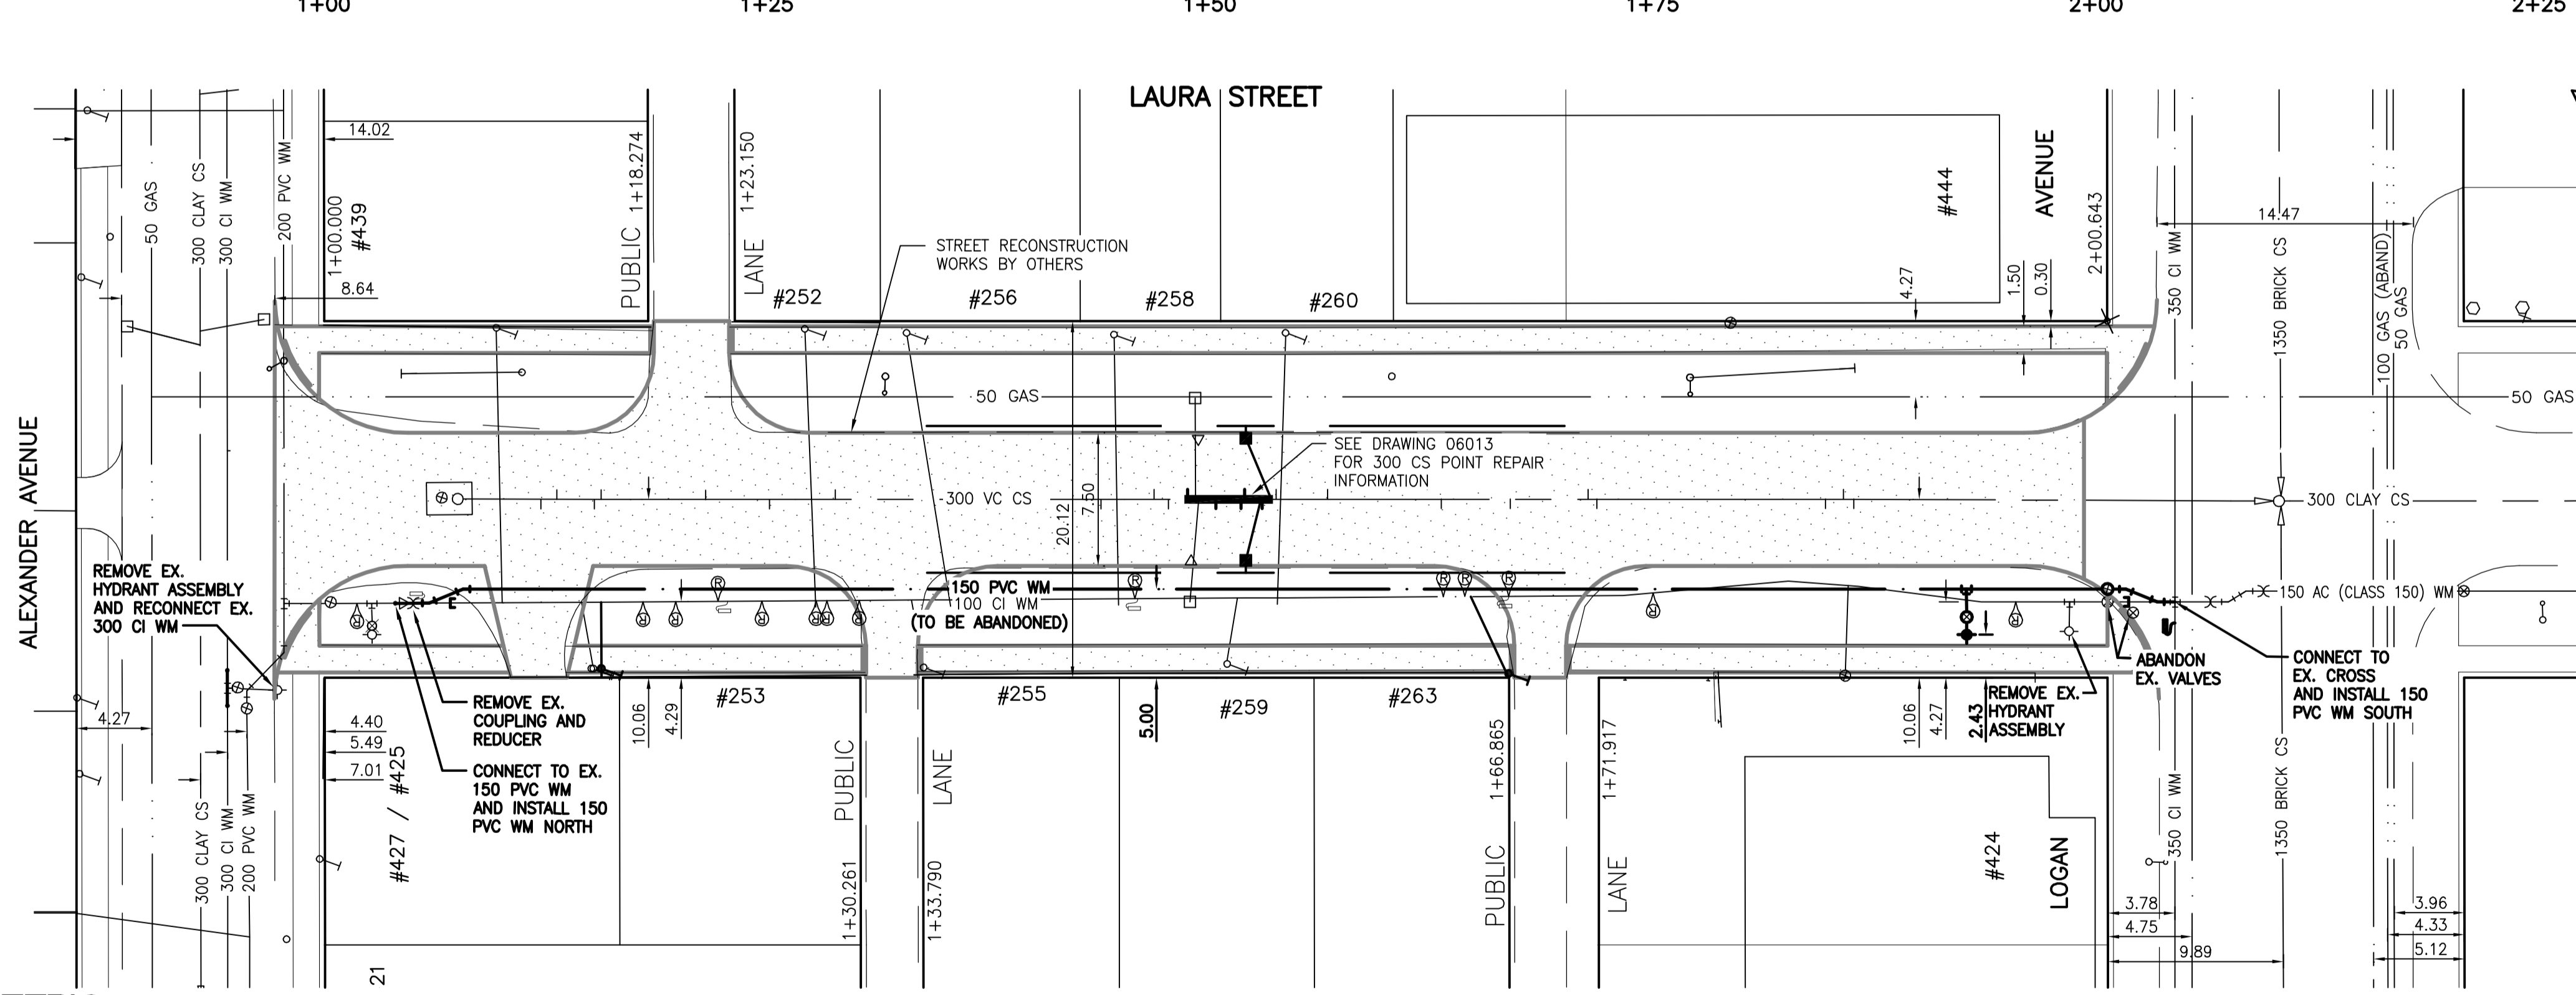 1+00
1+25
1+50
1+75
2+00
2+25
LAURA STREET
ALEXANDER AVENUE
50 GAS
300 CLAY CS
300 CI WM
200 PVC WM
14.02
1+00.000
#439
8.64
PUBLIC
1+18.274
1+23.150
LANE
STREET RECONSTRUCTION
WORKS BY OTHERS
#252
#256
#258
#260
#444
AVENUE
4.27
1.50
0.30
2+00.643
350 CI WM
14.47
1350 BRICK CS
100 GAS (ABAND)
50 GAS
50 GAS
50 GAS
SEE DRAWING 06013
FOR 300 CS POINT REPAIR
INFORMATION
300 VC CS
20.12
7.50
300 CLAY CS
REMOVE EX.
HYDRANT ASSEMBLY
AND RECONNECT EX.
300 CI WM
150 PVC WM
100 CI WM
(TO BE ABANDONED)
R
R
R
R
R
R
R
R
R
R
R
R
R
E
E
150 AC (CLASS 150) WM
ABANDON
EX. VALVES
CONNECT TO
EX. CROSS
AND INSTALL 150
PVC WM SOUTH
REMOVE EX.
HYDRANT
ASSEMBLY
4.27
4.40
5.49
7.01
REMOVE EX.
COUPLING AND
REDUCER
CONNECT TO EX.
150 PVC WM
AND INSTALL 150
PVC WM NORTH
10.06
4.29
#253
#255
5.00
#259
#263
10.06
4.27
2.43
300 CLAY CS
300 CI WM
200 PVC WM
#427 / #425
21
PUBLIC
1+30.261
LANE
1+33.790
PUBLIC
1+66.865
1+71.917
LANE
#424
LOGAN
350 CI WM
1350 BRICK CS
3.78
4.75
9.89
3.96
4.33
5.12